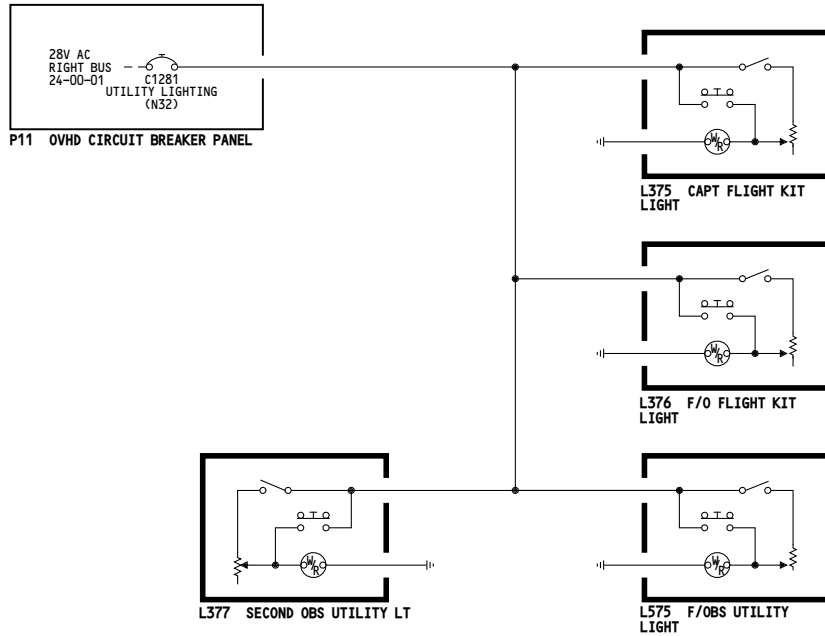 28V AC
RIGHT BUS
24-00-01
C1281
UTILITY LIGHTING
(N32)
P11 OVHD CIRCUIT BREAKER PANEL
W/R
L375 CAPT FLIGHT KIT
LIGHT
W/R
L376 F/O FLIGHT KIT
LIGHT
W/R
L377 SECOND OBS UTILITY LT
W/R
L575 F/OBS UTILITY
LIGHT